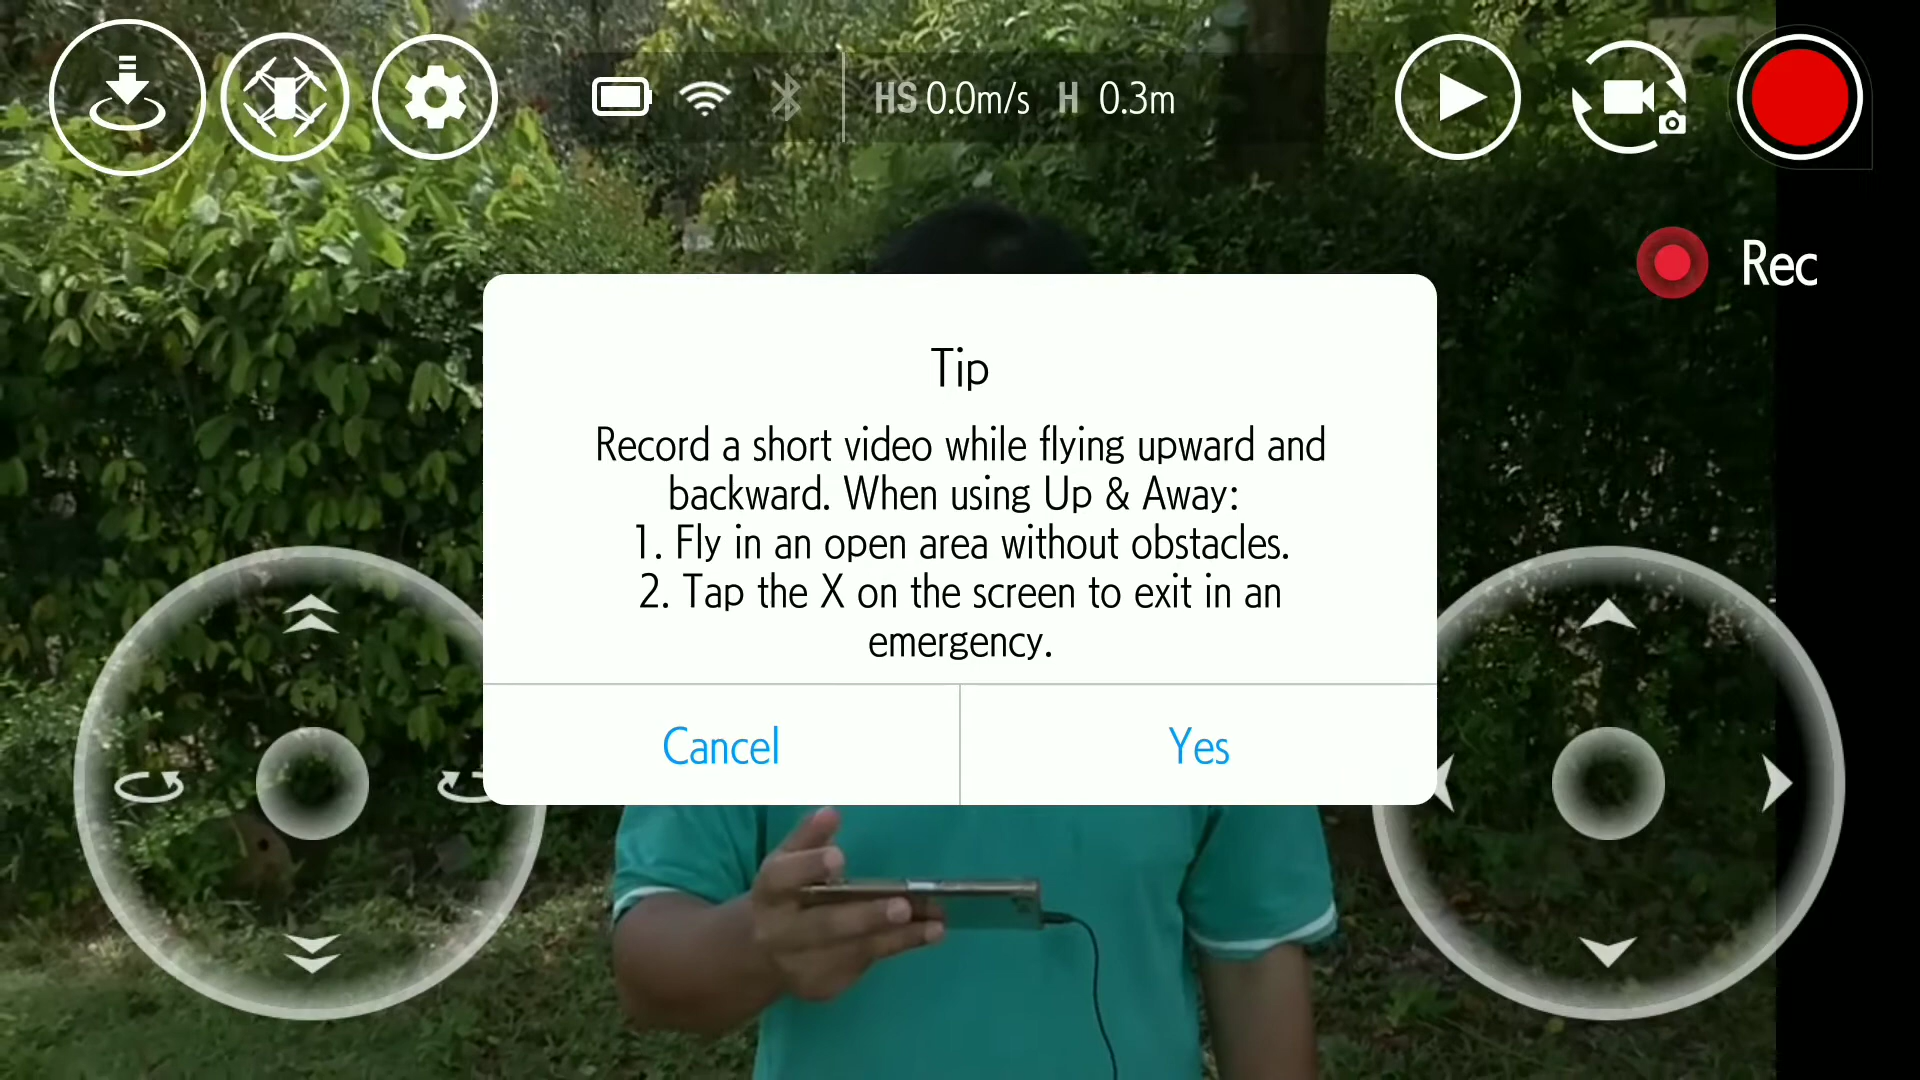 HS 0.0m/s H 0.3m
Rec
Tip
Record a short video while flying upward and
backward. When using Up & Away:
1. Fly in an open area without obstacles.
2. Tap the X on the screen to exit in an
emergency.
Cancel Yes